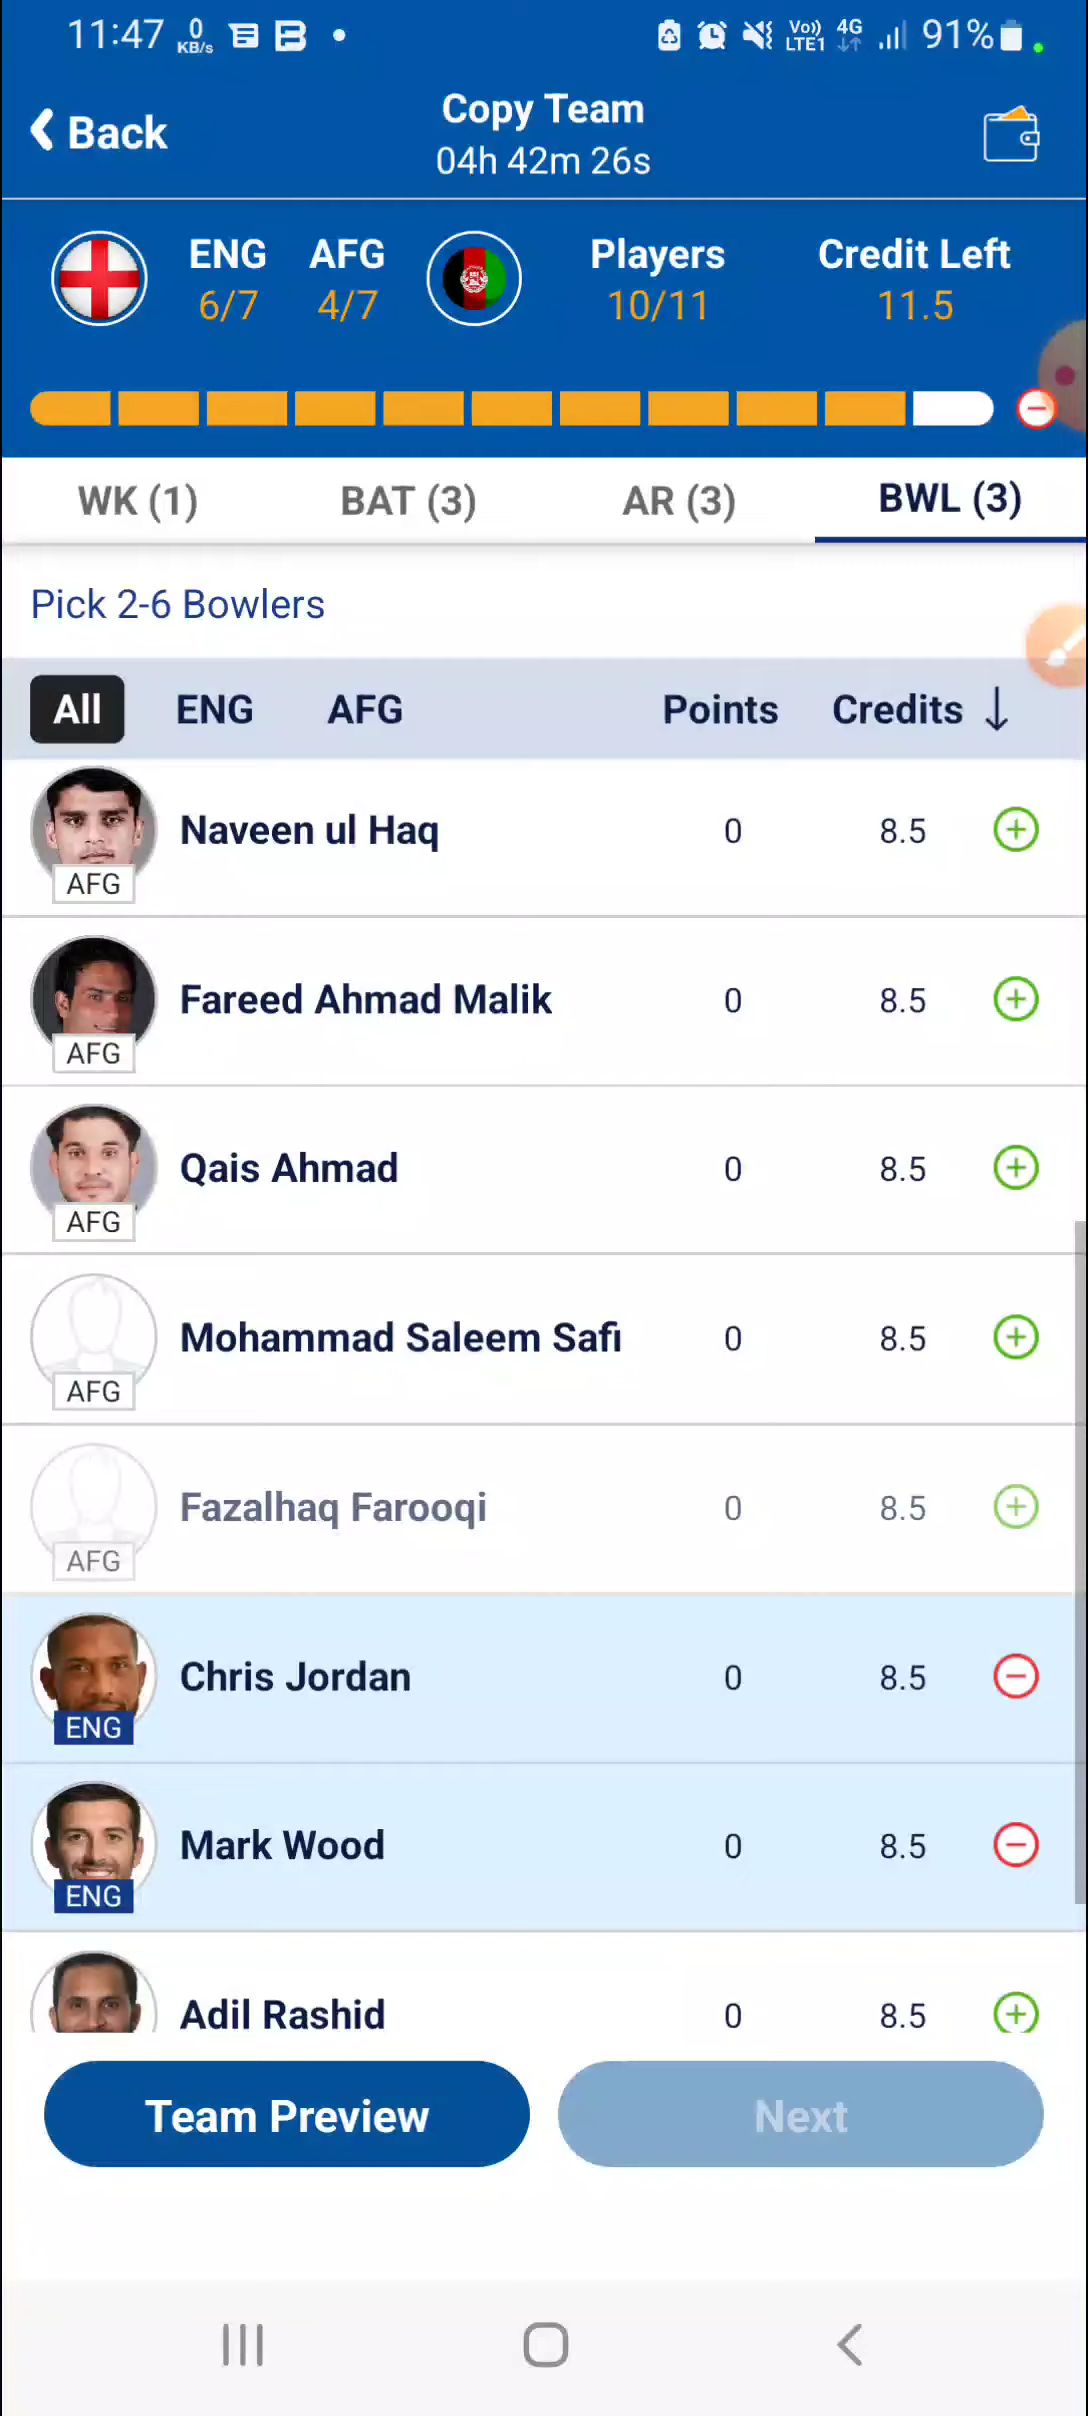 11:47 0 KB/s Vo)) LTE1 4G 91%
Back
Copy Team
04h 42m 26s
ENG AFG Players Credit Left
6/7 4/7 10/11 11.5
WK (1) BAT (3) AR (3) BWL (3)
Pick 2-6 Bowlers
All ENG AFG Points Credits ↓
Naveen ul Haq 0 8.5
AFG
Fareed Ahmad Malik 0 8.5
AFG
Qais Ahmad 0 8.5
AFG
Mohammad Saleem Safi 0 8.5
AFG
Fazalhaq Farooqi 0 8.5
AFG
Chris Jordan 0 8.5
ENG
Mark Wood 0 8.5
ENG
Adil Rashid 0 8.5
Team Preview Next